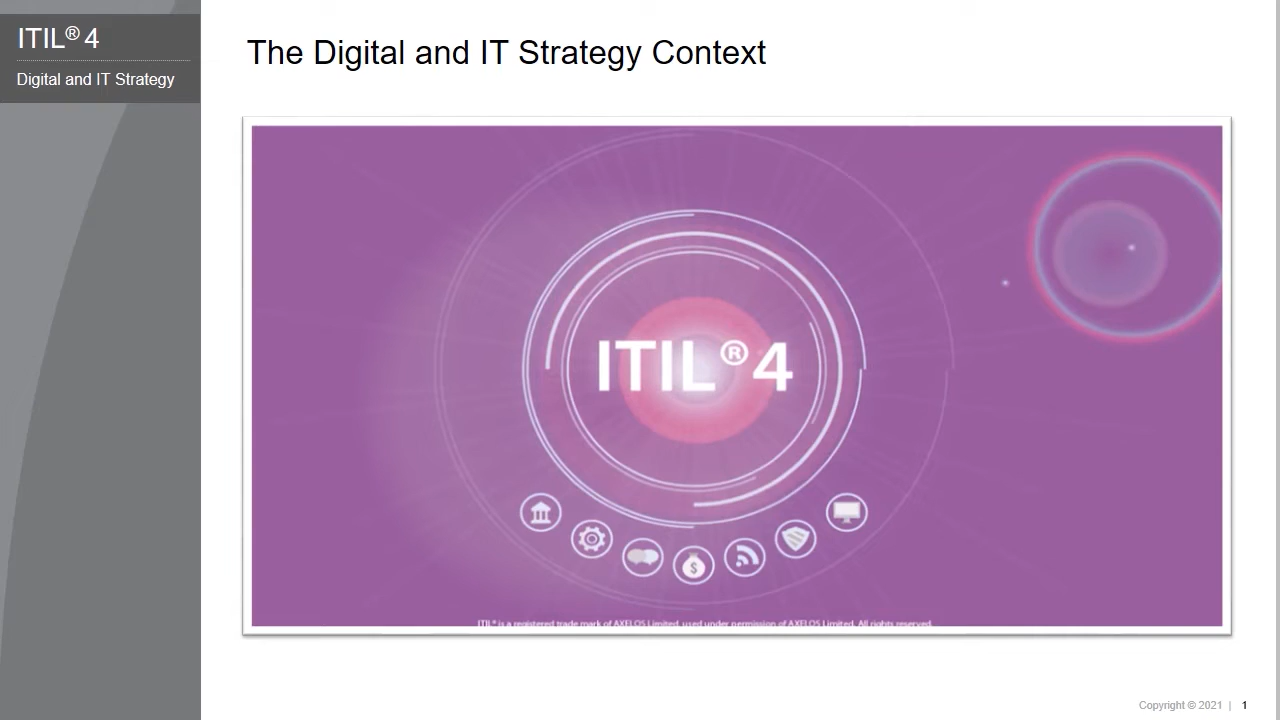 ITIL® 4
Digital and IT Strategy
The Digital and IT Strategy Context
ITIL®4
$
ITIL® is a registered trade mark of AXELOS Limited, used under permission of AXELOS Limited. All rights reserved.
Copyright © 2021 | 1